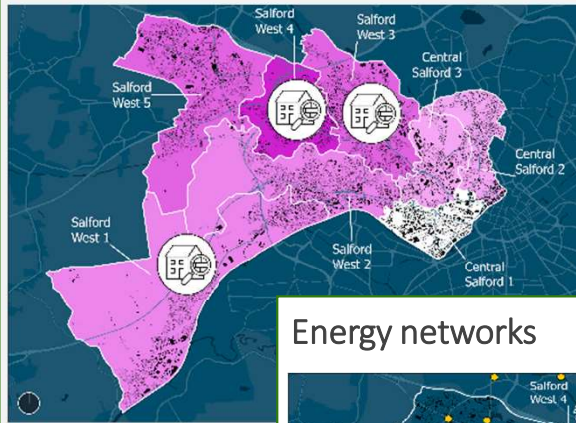 Salford
West 4
Salford
West 3
Central
Salford 3
Salford
West 5
Central
Salford 2
Salford
West 1
Salford
West 2
Central
Salford 1
Energy networks
Salford
West 4